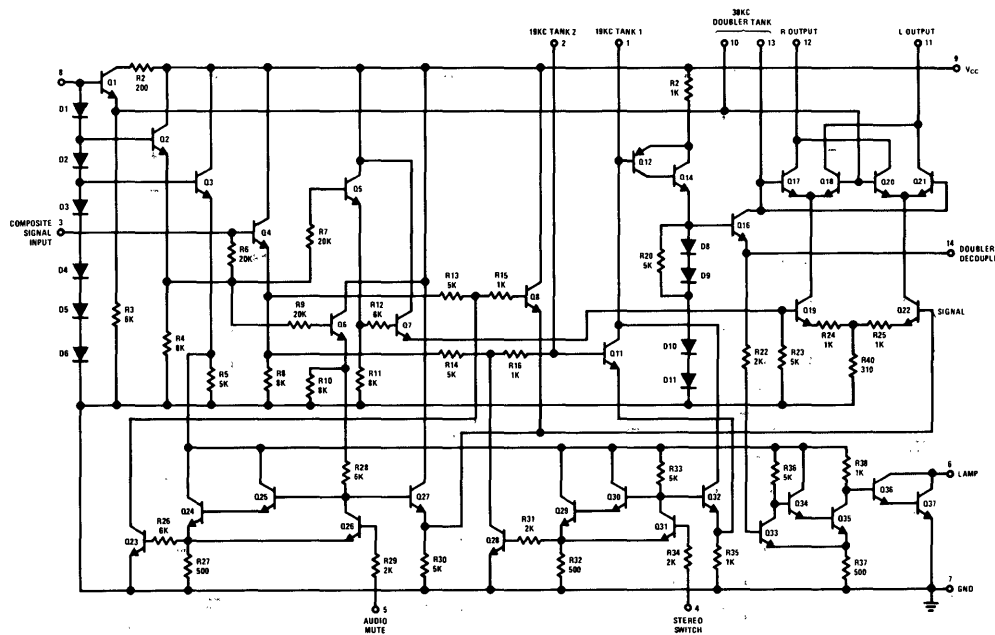 38KC
DOUBLER TANK
19KC TANK 2
19KC TANK 1
R OUTPUT
L OUTPUT
2
1
10
13
12
11
8
9
VCC
Q1
R2
200
R2
1K
D1
Q2
Q12
Q14
D2
Q3
Q5
Q17
Q18
Q20
Q21
D3
COMPOSITE
3
SIGNAL
INPUT
Q4
R7
20K
Q16
R6
20K
D8
14
DOUBLER
DECOUPLE
R20
5K
D9
D4
R13
5K
R15
1K
Q8
D5
R3
6K
R9
20K
Q6
R12
6K
Q7
Q19
Q22
SIGNAL
R24
1K
R25
1K
R4
8K
Q11
D10
D6
R14
5K
R16
1K
R22
2K
R23
5K
R40
310
R5
5K
R8
8K
R10
8K
R11
8K
D11
R28
6K
R33
5K
R36
5K
R38
1K
6
LAMP
Q25
Q27
Q30
Q32
Q34
Q36
Q37
Q24
Q29
Q35
R26
6K
Q26
R31
2K
Q31
Q33
Q23
Q28
R27
500
R29
2K
R30
5K
R32
500
R34
2K
R35
1K
R37
500
7
GND
5
AUDIO
MUTE
4
STEREO
SWITCH